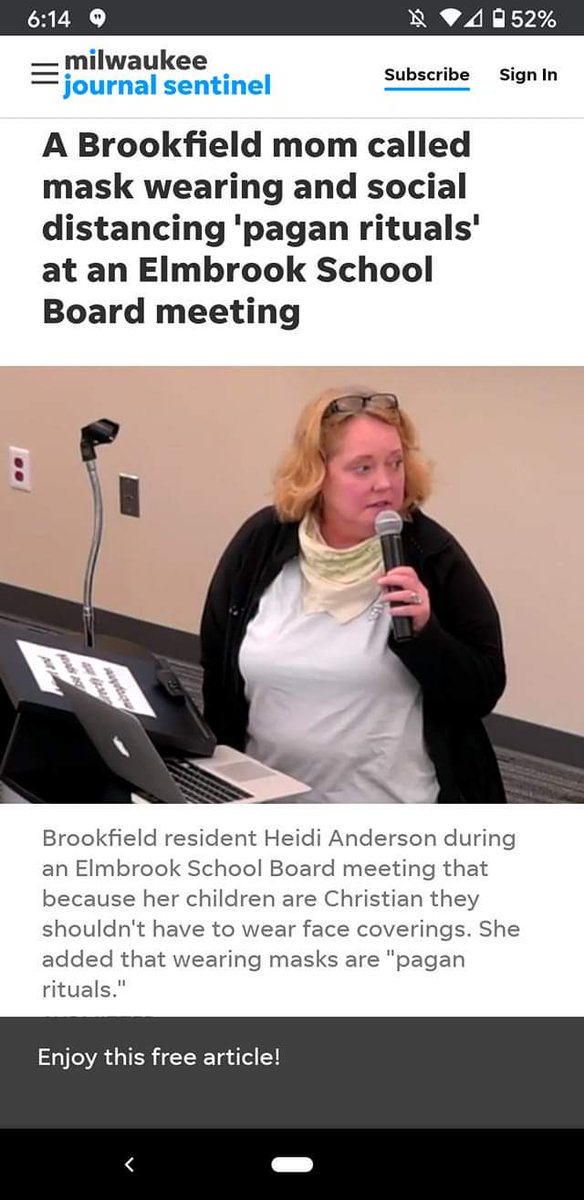 6:14
52%
milwaukee
journal sentinel
Subscribe
Sign In
A Brookfield mom called
mask wearing and social
distancing 'pagan rituals'
at an Elmbrook School
Board meeting
Brookfield resident Heidi Anderson during
an Elmbrook School Board meeting that
because her children are Christian they
shouldn't have to wear face coverings. She
added that wearing masks are "pagan
rituals."
Enjoy this free article!